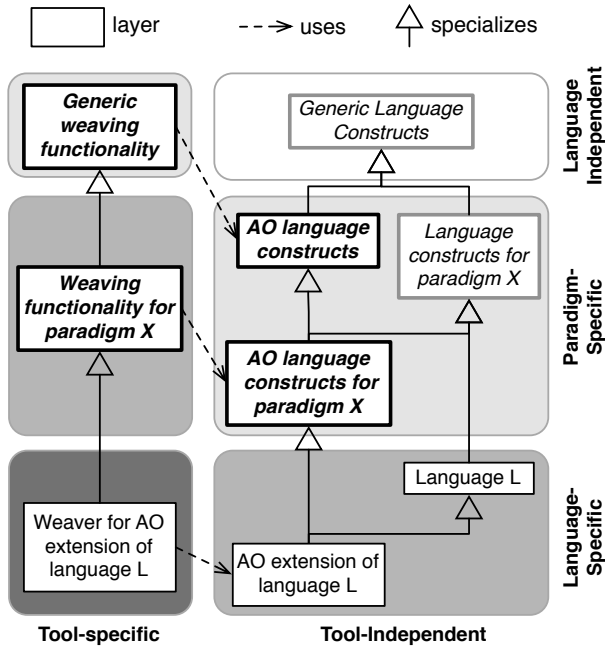 layer
uses
specializes
Generic
weaving
functionality
Generic Language
Constructs
Language
Independent
AO language
constructs
Language
constructs for
paradigm X
Weaving
functionality for
paradigm X
AO language
constructs for
paradigm X
Paradigm-
Specific
Language L
Weaver for AO
extension of
language L
AO extension of
language L
Language-
Specific
Tool-specific
Tool-Independent